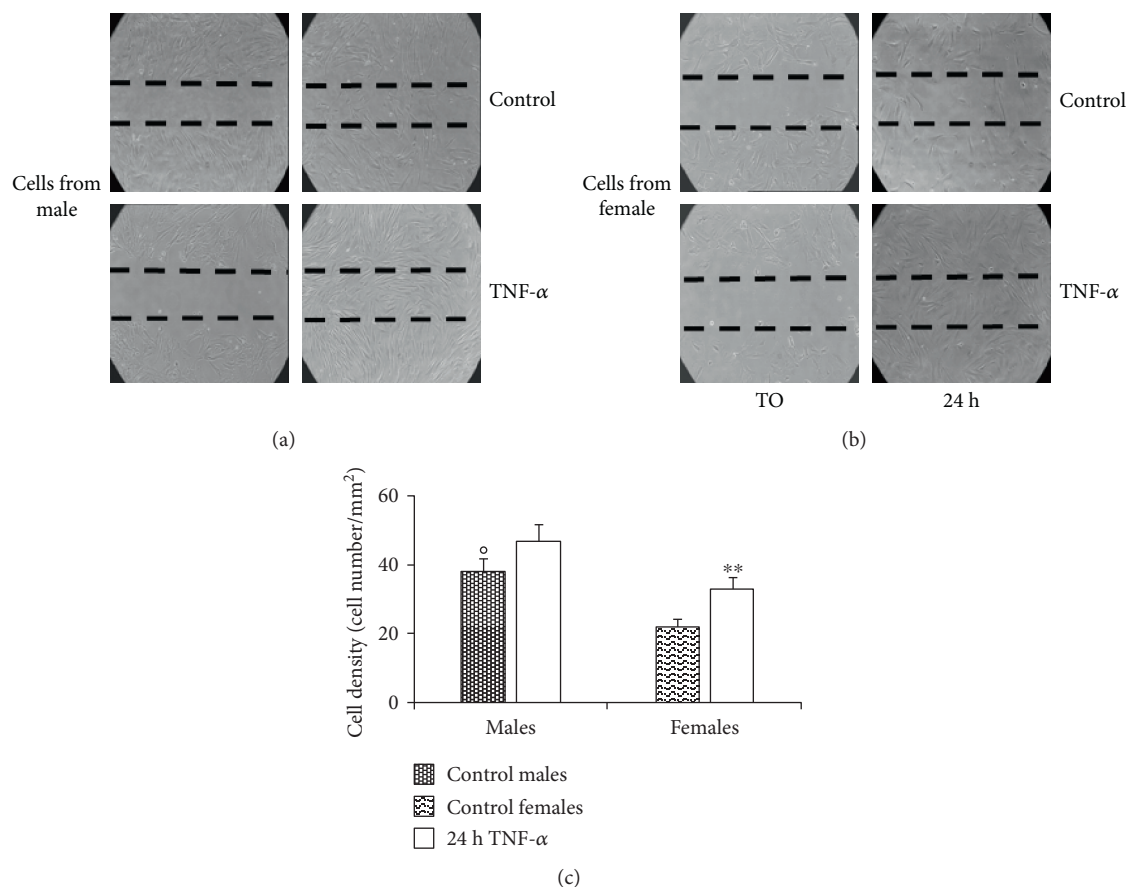 Control
Cells from
male
TNF-α
(a)
Control
Cells from
female
TNF-α
TO
24 h
(b)
Cell density (cell number/mm²)
60
40
20
0
°
**
Males
Females
Control males
Control females
24 h TNF-α
(c)